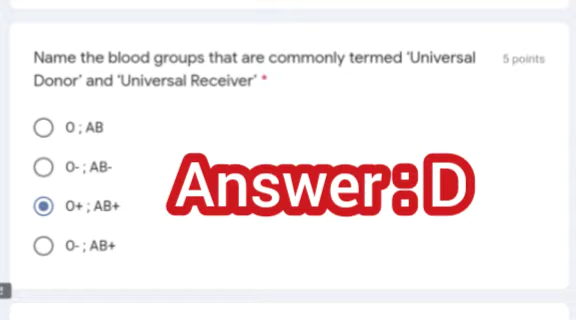 Name the blood groups that are commonly termed 'Universal
Donor' and 'Universal Receiver' *
5 points
O ; AB
O- ; AB-
O+ ; AB+
O- ; AB+
Answer:D